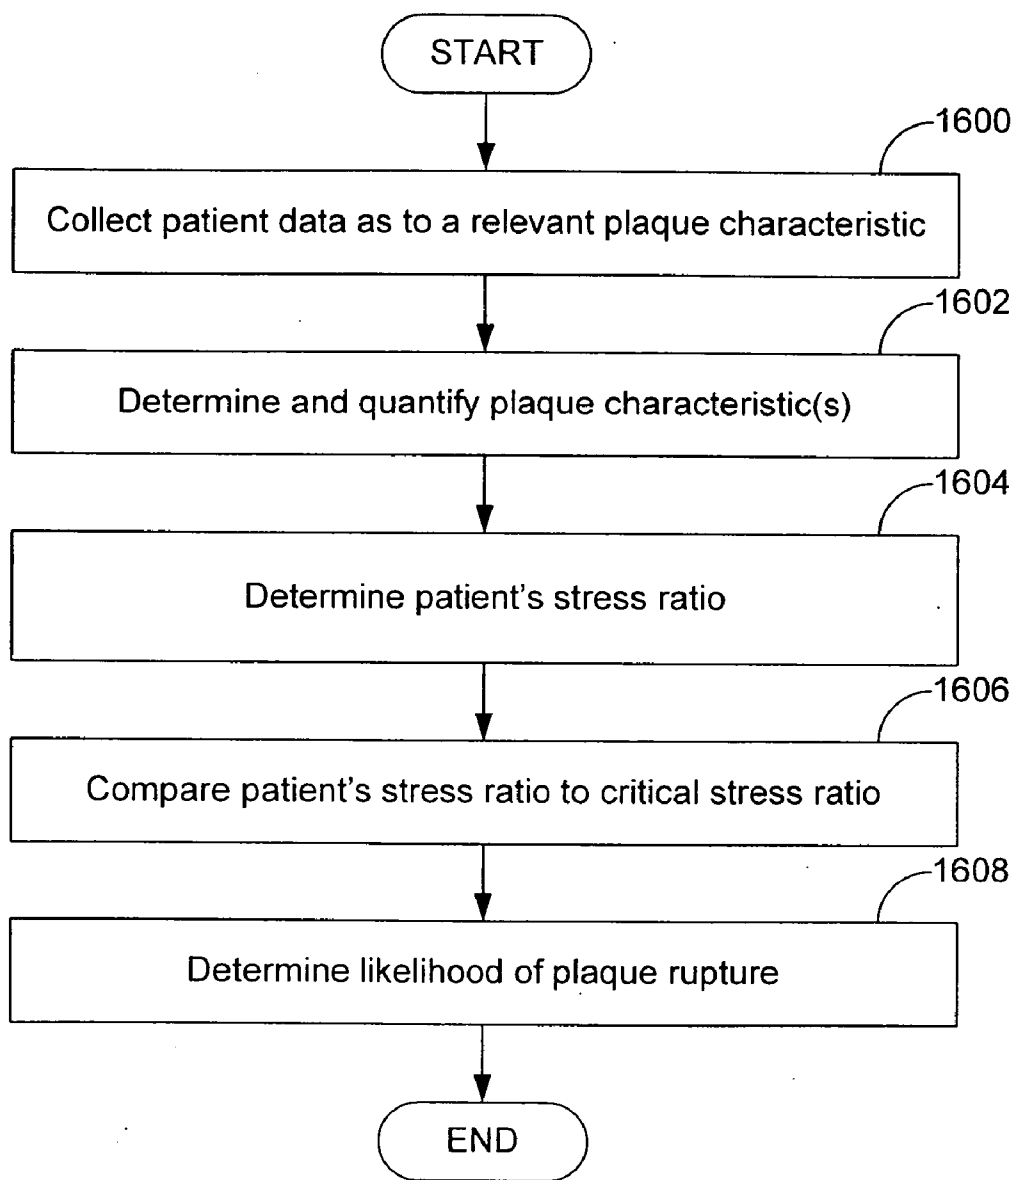 START
1600
Collect patient data as to a relevant plaque characteristic
1602
Determine and quantify plaque characteristic(s)
1604
Determine patient's stress ratio
1606
Compare patient's stress ratio to critical stress ratio
1608
Determine likelihood of plaque rupture
END